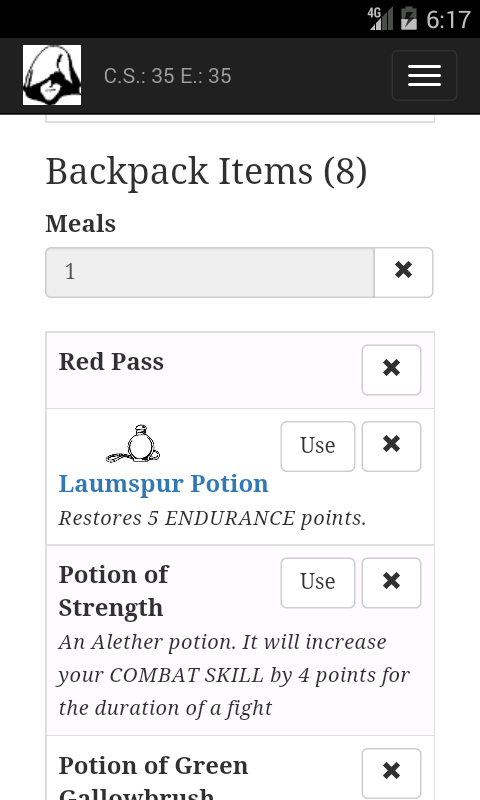 4G 6:17
C.S.: 35 E.: 35
Backpack Items (8)
Meals
1
Red Pass
Use
Laumspur Potion
Restores 5 ENDURANCE points.
Potion of
Strength
Use
An Alether potion. It will increase
your COMBAT SKILL by 4 points for
the duration of a fight
Potion of Green
Gallowbrush